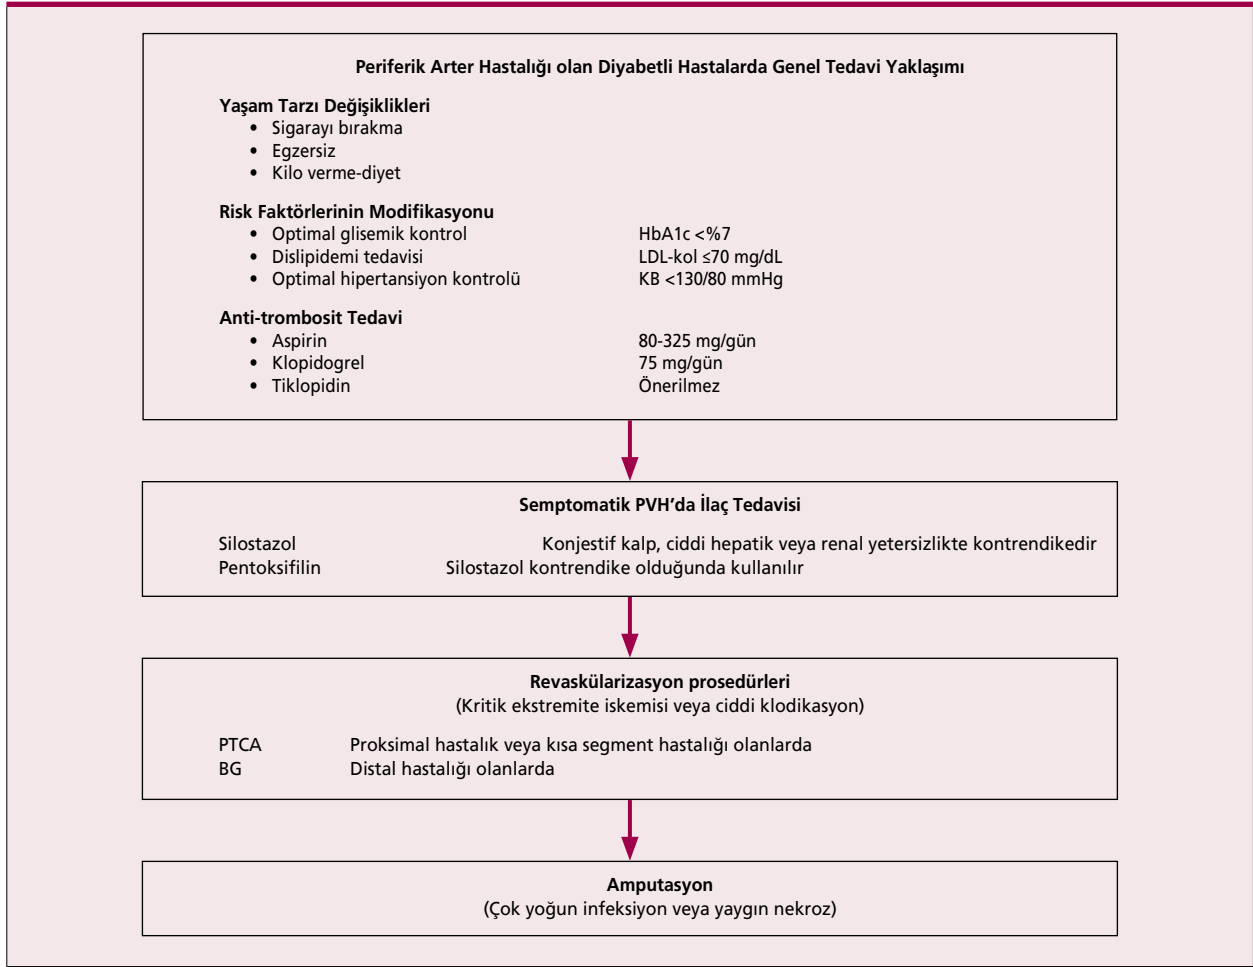 Periferik Arter Hastalığı olan Diyabetli Hastalarda Genel Tedavi Yaklaşımı
Yaşam Tarzı Değişiklikleri
• Sigarayı bırakma
• Egzersiz
• Kilo verme-diyet
Risk Faktörlerinin Modifikasyonu
• Optimal glisemik kontrol HbA1c <%7
• Dislipidemi tedavisi LDL-kol ≤70 mg/dL
• Optimal hipertansiyon kontrolü KB <130/80 mmHg
Anti-trombosit Tedavi
• Aspirin 80-325 mg/gün
• Klopidogrel 75 mg/gün
• Tiklopidin Önerilmez
Semptomatik PVH’da İlaç Tedavisi
Silostazol Konjestif kalp, ciddi hepatik veya renal yetersizlikte kontrendikedir
Pentoksifilin Silostazol kontrendike olduğunda kullanılır
Revaskülarizasyon prosedürleri
(Kritik ekstremite iskemisi veya ciddi klodikasyon)
PTCA Proksimal hastalık veya kısa segment hastalığı olanlarda
BG Distal hastalığı olanlarda
Amputasyon
(Çok yoğun infeksiyon veya yaygın nekroz)